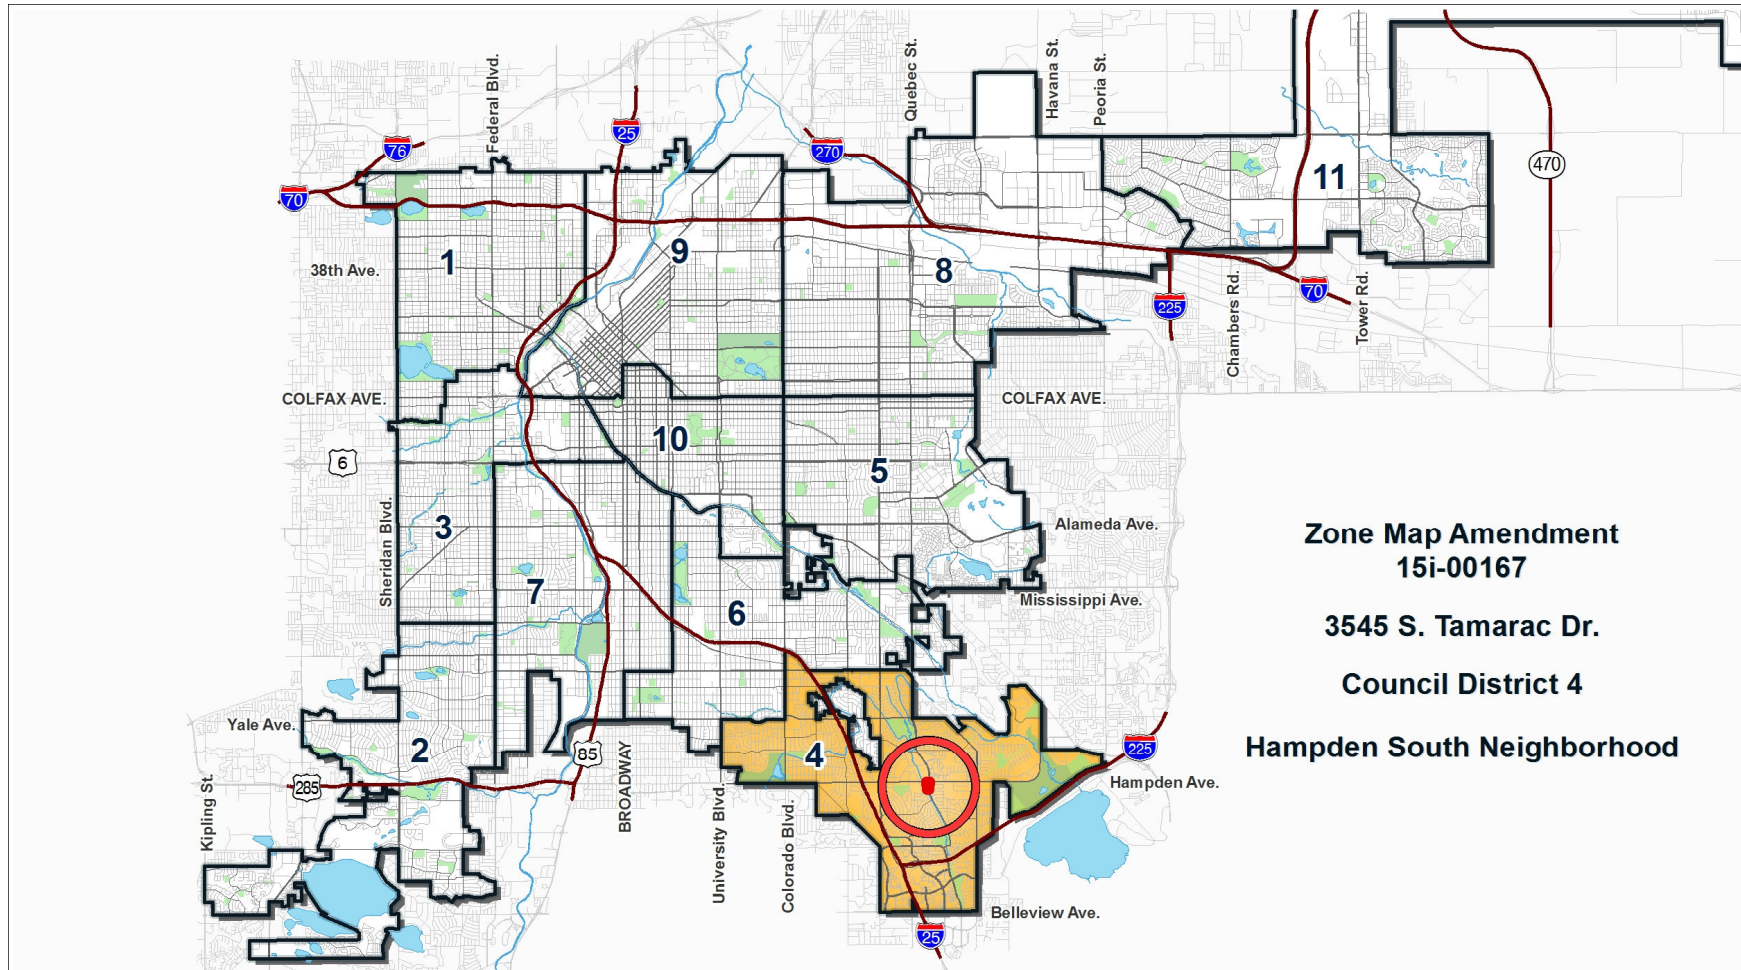 Federal Blvd.
Quebec St.
Havana St.
Peoria St.
25
76
270
70
470
11
1
9
8
38th Ave.
225
70
Chambers Rd.
Tower Rd.
COLFAX AVE.
COLFAX AVE.
10
6
5
Sheridan Blvd.
3
Alameda Ave.
7
6
Mississippi Ave.
Zone Map Amendment
15i-00167
3545 S. Tamarac Dr.
Council District 4
Hampden South Neighborhood
Yale Ave.
2
85
4
225
285
Hampden Ave.
Kipling St.
BROADWAY
University Blvd.
Colorado Blvd.
Belleview Ave.
25